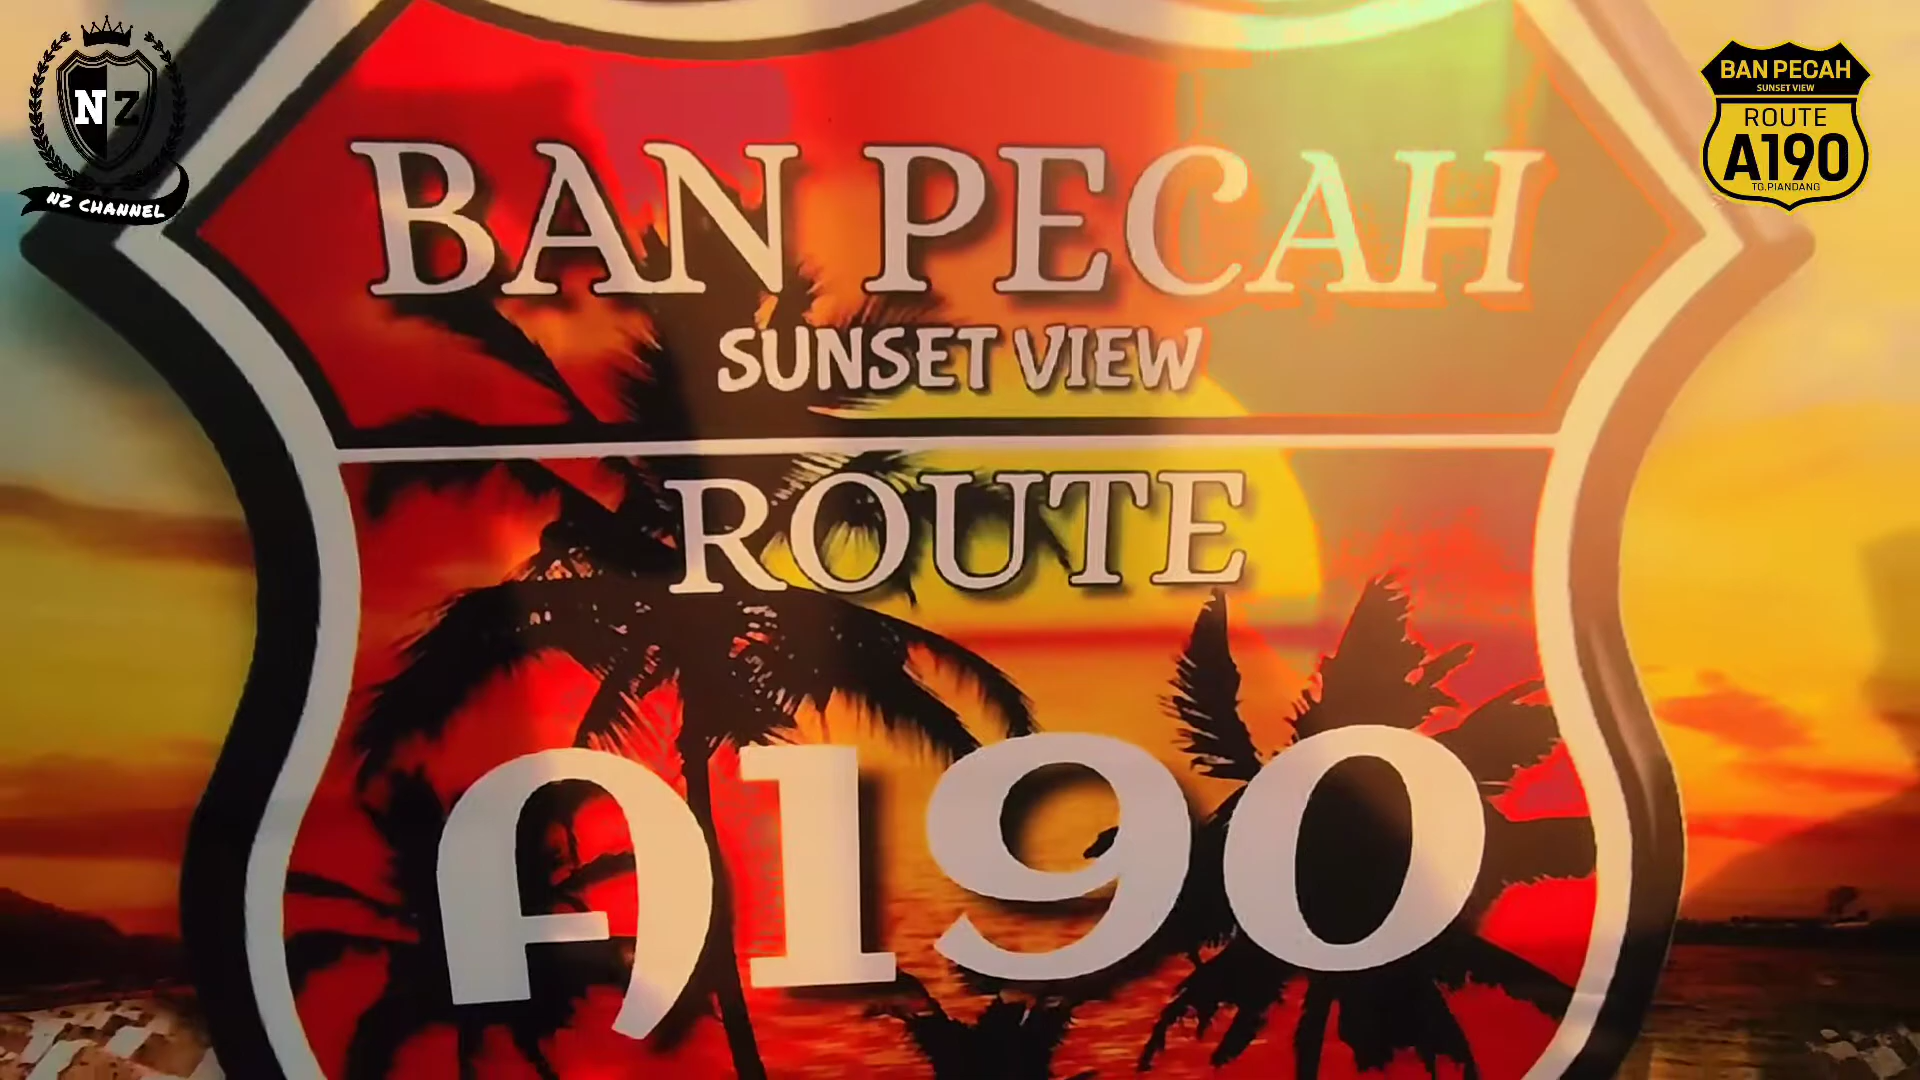 NZ
NZ CHANNEL
BAN PECAH
SUNSET VIEW
ROUTE
A190
TG.PIANDANG
BAN PECAH
SUNSET VIEW
ROUTE
A190